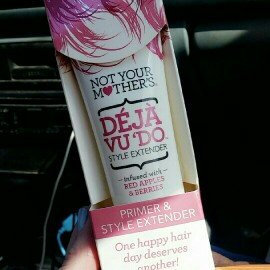 NOT YOUR
MOTHER'S®
DÉJÀ
VU 'DO™
STYLE EXTENDER
infused with
RED APPLES
& BERRIES
PRIMER &
STYLE EXTENDER
One happy hair
day deserves
another!